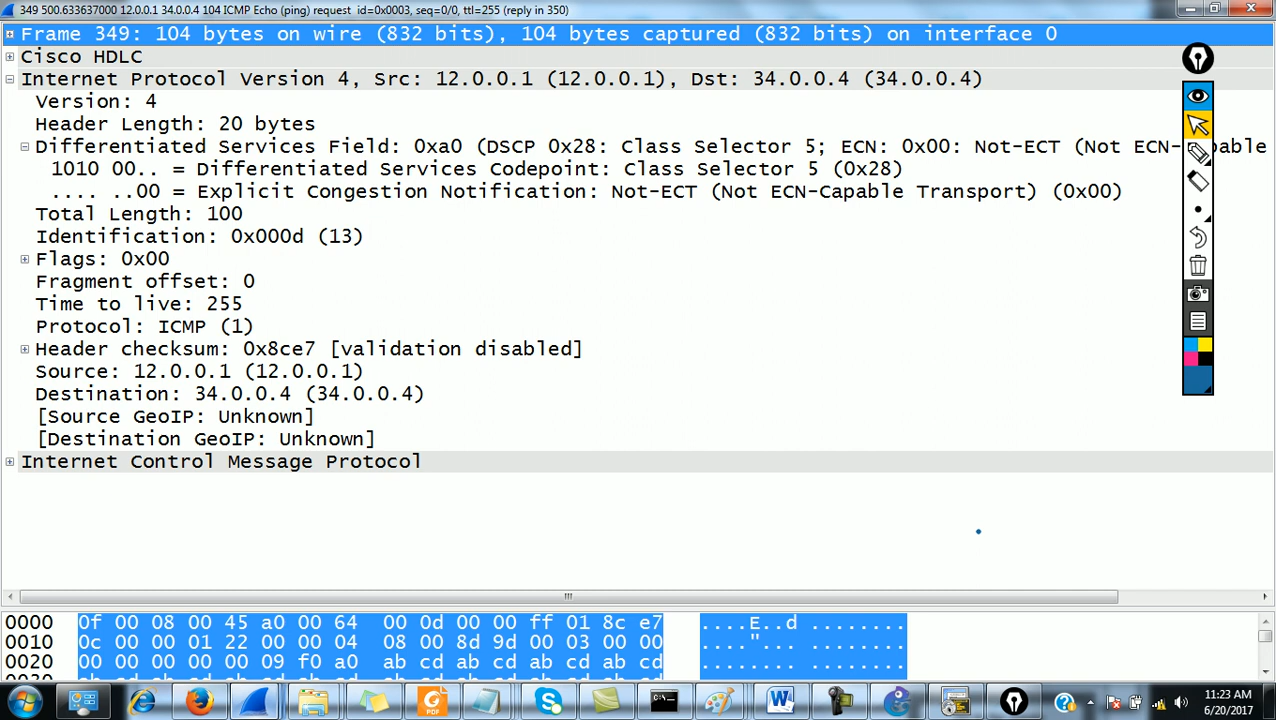 349 500.633637000 12.0.0.1 34.0.0.4 104 ICMP Echo (ping) request id=0x0003, seq=0/0, ttl=255 (reply in 350)
Frame 349: 104 bytes on wire (832 bits), 104 bytes captured (832 bits) on interface 0
Cisco HDLC
Internet Protocol Version 4, Src: 12.0.0.1 (12.0.0.1), Dst: 34.0.0.4 (34.0.0.4)
Version: 4
Header Length: 20 bytes
Differentiated Services Field: 0xa0 (DSCP 0x28: Class Selector 5; ECN: 0x00: Not-ECT (Not ECN-
1010 00.. = Differentiated Services Codepoint: Class Selector 5 (0x28)
.... ..00 = Explicit Congestion Notification: Not-ECT (Not ECN-Capable Transport) (0x00)
Total Length: 100
Identification: 0x000d (13)
Flags: 0x00
Fragment offset: 0
Time to live: 255
Protocol: ICMP (1)
Header checksum: 0x8ce7 [validation disabled]
Source: 12.0.0.1 (12.0.0.1)
Destination: 34.0.0.4 (34.0.0.4)
[Source GeoIP: Unknown]
[Destination GeoIP: Unknown]
Internet Control Message Protocol
0000 0f 00 08 00 45 a0 00 64 00 0d 00 00 ff 01 8c e7 ....E..d ........
0010 0c 00 00 01 22 00 00 04 08 00 8d 9d 00 03 00 00 ...."... ........
0020 00 00 00 00 00 09 f0 a0 ab cd ab cd ab cd ab cd ........ ........
PDF
11:23 AM
6/20/2017